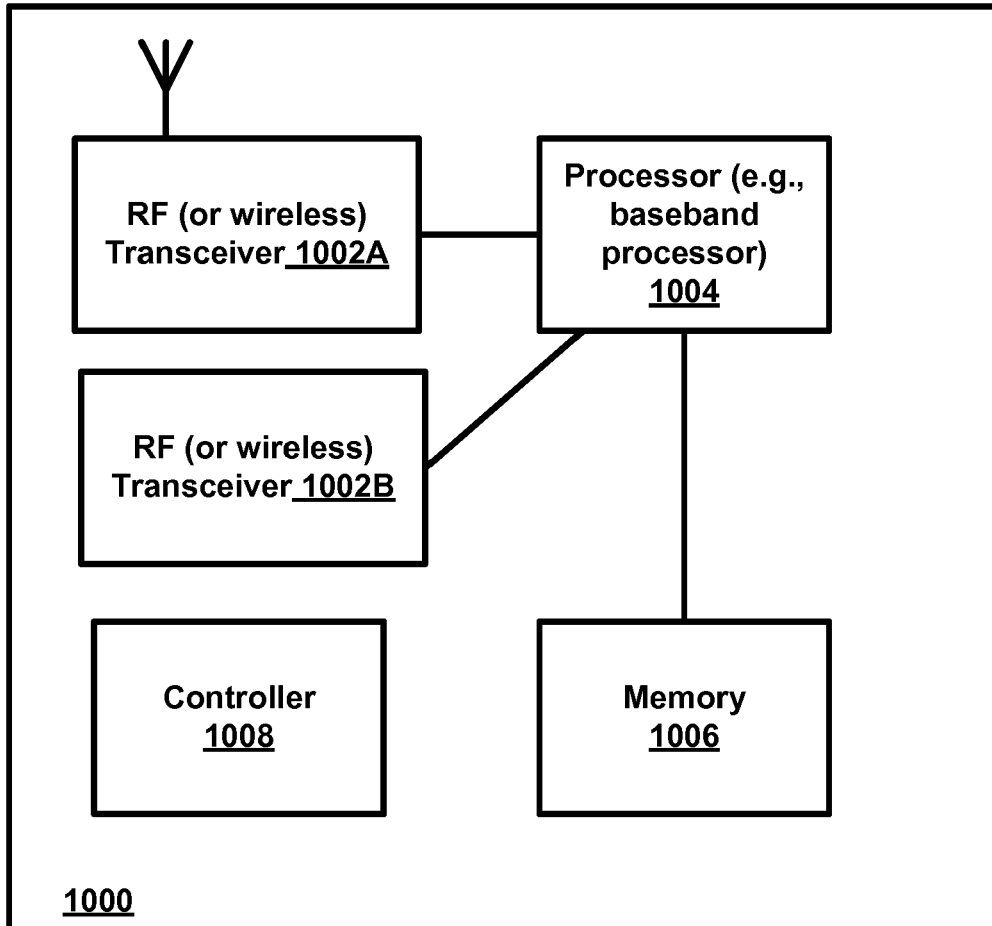 RF (or wireless)
Transceiver 1002A
Processor (e.g.,
baseband
processor)
1004
RF (or wireless)
Transceiver 1002B
Controller
1008
Memory
1006
1000